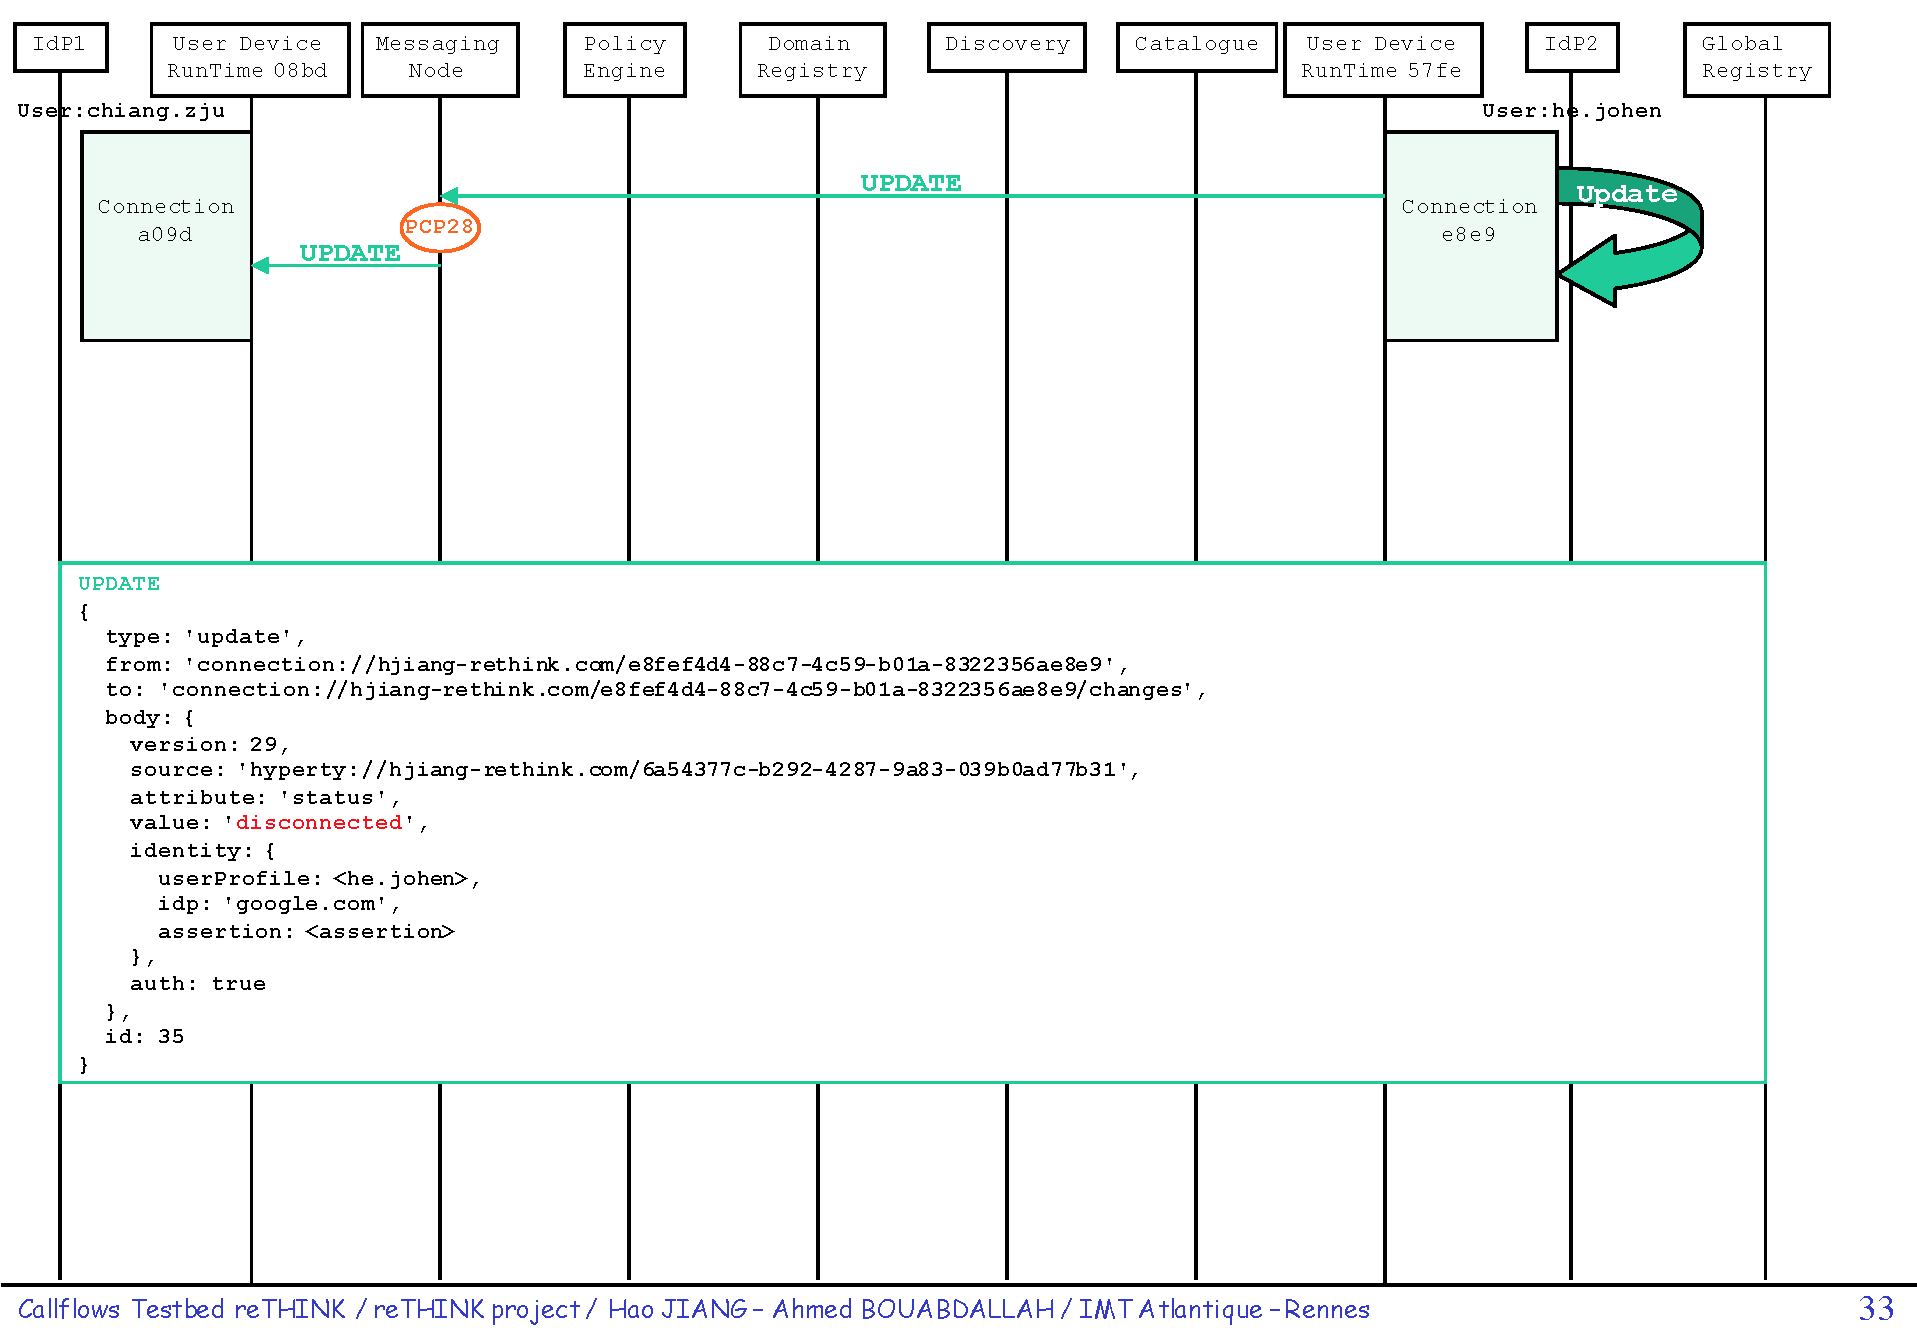 IdP1
User Device
RunTime 08bd
Messaging
Node
Policy
Engine
Domain
Registry
Discovery
Catalogue
User Device
RunTime 57fe
IdP2
Global
Registry
User:chiang.zju
User:he.johen
Connection
a09d
UPDATE
PCP28
UPDATE
Connection
e8e9
Update
UPDATE
{
type: 'update',
from: 'connection://hjiang-rethink.com/e8fef4d4-88c7-4c59-b01a-8322356ae8e9',
to: 'connection://hjiang-rethink.com/e8fef4d4-88c7-4c59-b01a-8322356ae8e9/changes',
body: {
version: 29,
source: 'hyperty://hjiang-rethink.com/6a54377c-b292-4287-9a83-039b0ad77b31',
attribute: 'status',
value: 'disconnected',
identity: {
userProfile: <he.johen>,
idp: 'google.com',
assertion: <assertion>
},
auth: true
},
id: 35
}
Callflows Testbed reTHINK / reTHINK project / Hao JIANG – Ahmed BOUABDALLAH / IMT Atlantique – Rennes
33